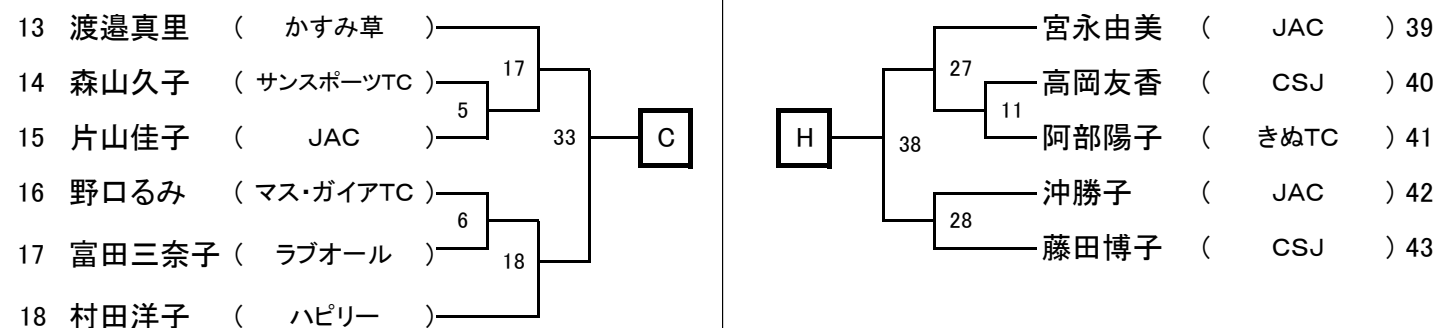 13 渡邉真里 ( かすみ草 )
17
14 森山久子 ( サンスポーツTC )
5
15 片山佳子 ( JAC )
33
C
16 野口るみ ( マス・ガイアTC )
6
17 富田三奈子 ( ラブオール )
18
18 村田洋子 ( ハピリー )
宮永由美 ( JAC ) 39
27
高岡友香 ( CSJ ) 40
11
阿部陽子 ( きぬTC ) 41
H
38
沖勝子 ( JAC ) 42
28
藤田博子 ( CSJ ) 43